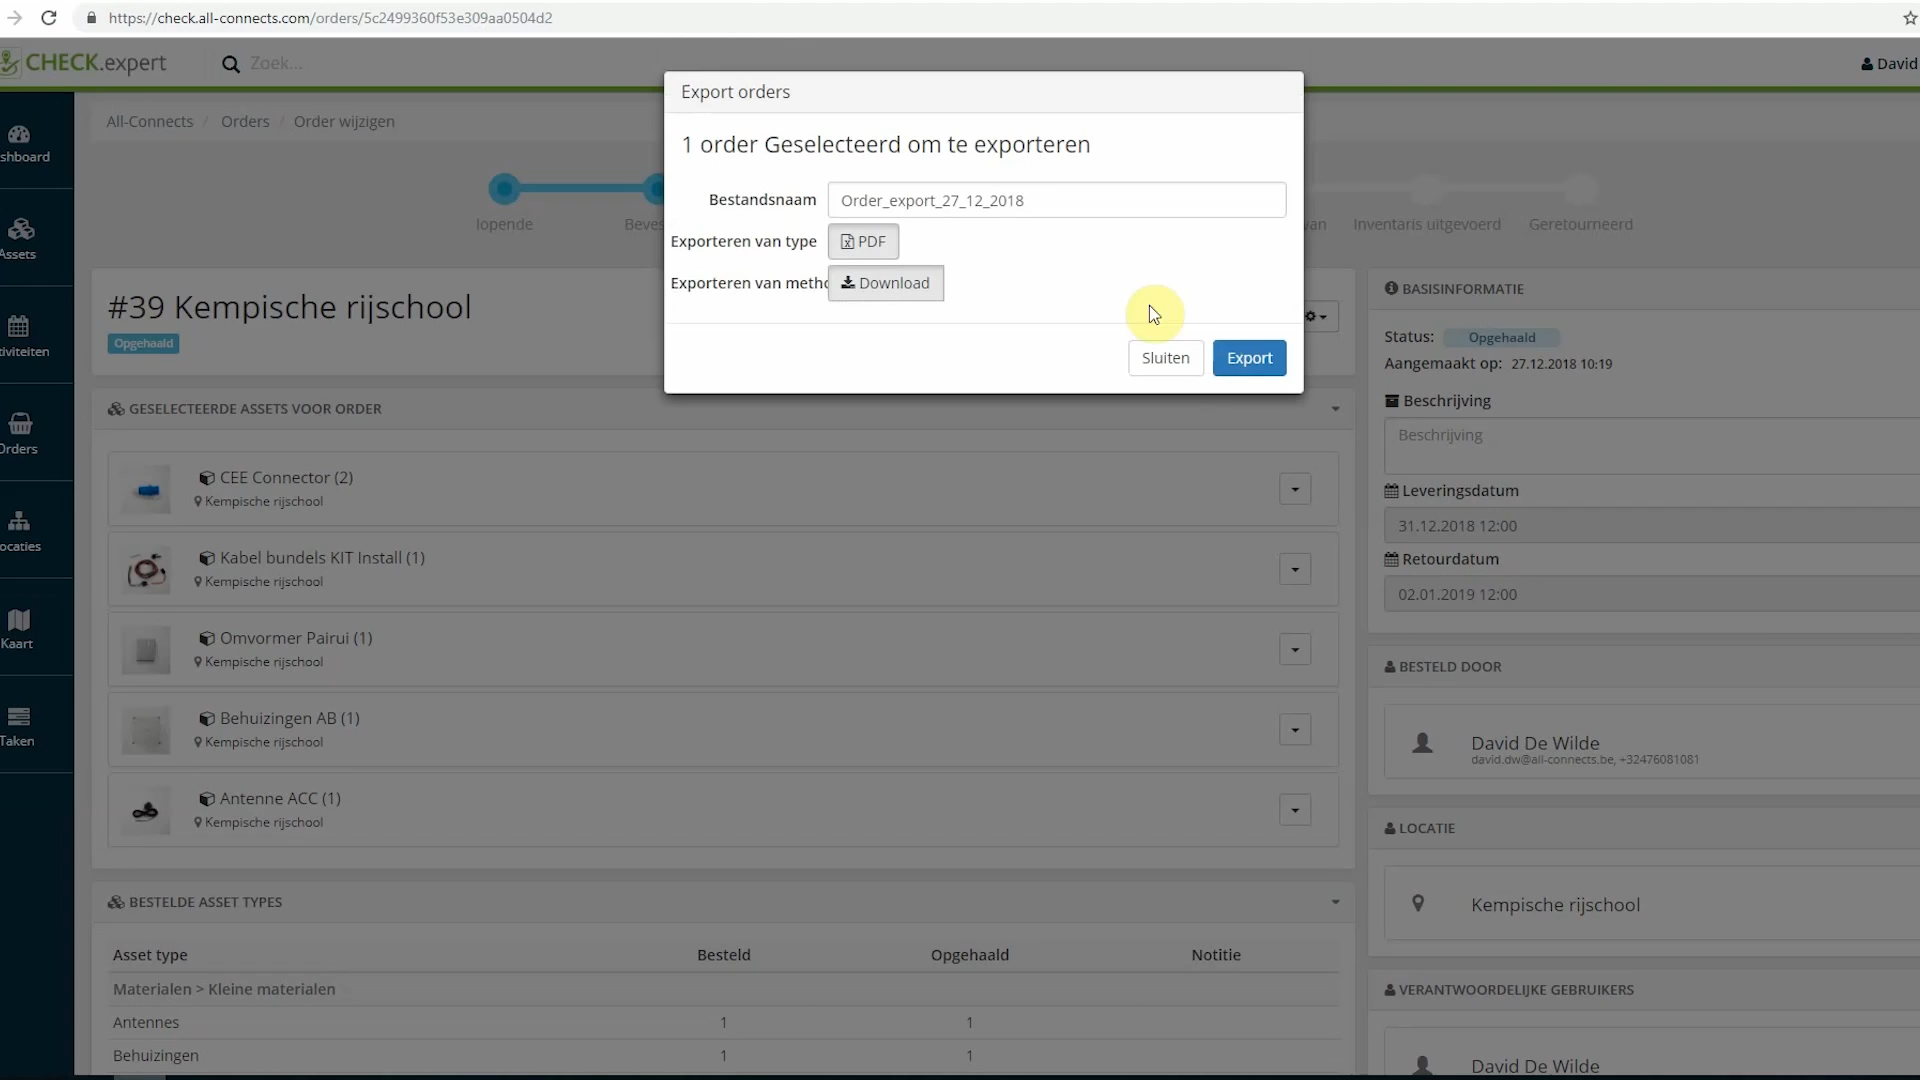 https://check.all-connects.com/orders/5c2499360f53e309aa0504d2
CHECK.expert
Zoek...
David
Export orders
1 order Geselecteerd om te exporteren
Bestandsnaam
Order_export_27_12_2018
Exporteren van type
PDF
Exporteren van metho
Download
Sluiten
Export
All-Connects / Orders / Order wijzigen
lopende
Beves
van
Inventaris uitgevoerd
Geretourneerd
shboard
Assets
tiviteiten
Orders
ocaties
Kaart
Taken
#39 Kempische rijschool
Opgehaald
GESELECTEERDE ASSETS VOOR ORDER
CEE Connector (2)
Kempische rijschool
Kabel bundels KIT Install (1)
Kempische rijschool
Omvormer Pairui (1)
Kempische rijschool
Behuizingen AB (1)
Kempische rijschool
Antenne ACC (1)
Kempische rijschool
BESTELDE ASSET TYPES
Asset type Besteld Opgehaald Notitie
Materialen > Kleine materialen
Antennes 1 1
Behuizingen 1 1
BASISINFORMATIE
Status: Opgehaald
Aangemaakt op: 27.12.2018 10:19
Beschrijving
Beschrijving
Leveringsdatum
31.12.2018 12:00
Retourdatum
02.01.2019 12:00
BESTELD DOOR
David De Wilde
david.dw@all-connects.be, +32476081081
LOCATIE
Kempische rijschool
VERANTWOORDELIJKE GEBRUIKERS
David De Wilde